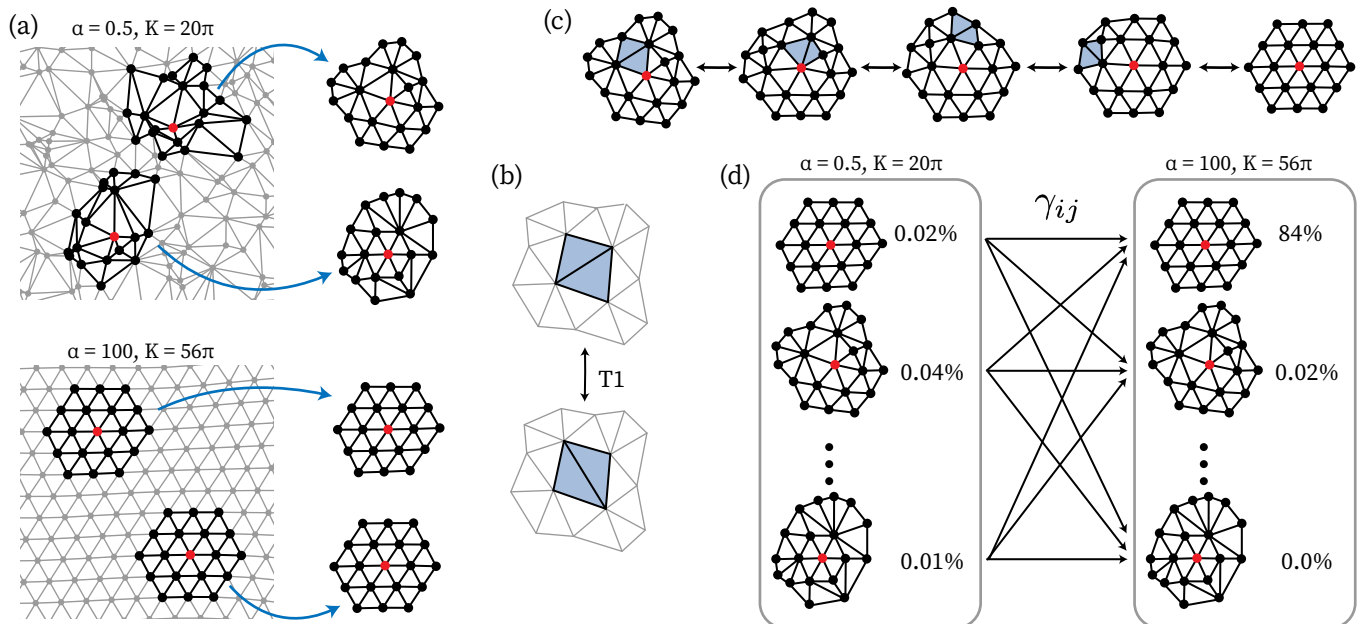 (a)
α = 0.5, K = 20π
α = 100, K = 56π
(b)
T1
(c)
(d)
α = 0.5, K = 20π
0.02%
0.04%
0.01%
γij
α = 100, K = 56π
84%
0.02%
0.0%